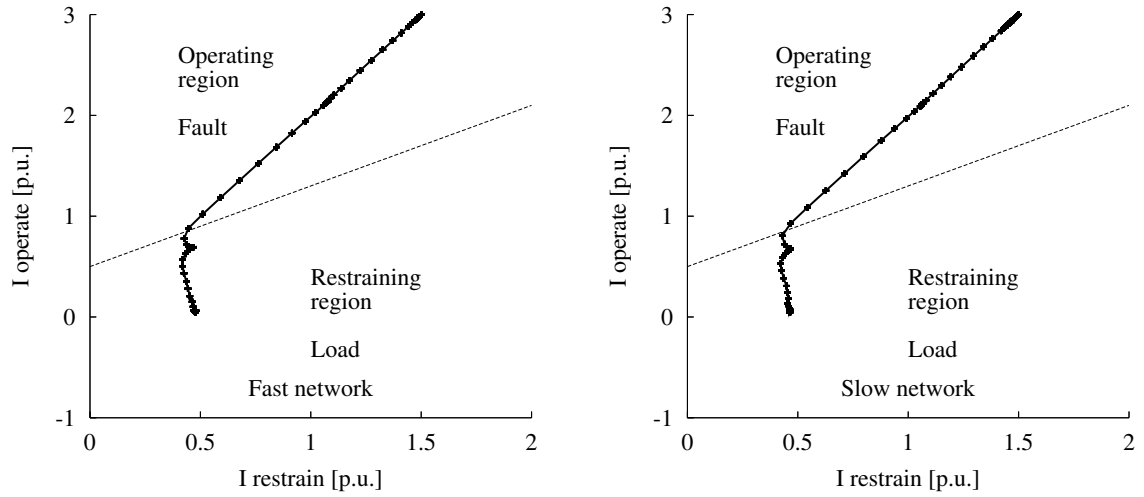 3
2
1
0
-1
I operate [p.u.]
Operating
region
Fault
Restraining
region
Load
Fast network
0
0.5
1
1.5
2
I restrain [p.u.]
3
2
1
0
-1
I operate [p.u.]
Operating
region
Fault
Restraining
region
Load
Slow network
0
0.5
1
1.5
2
I restrain [p.u.]